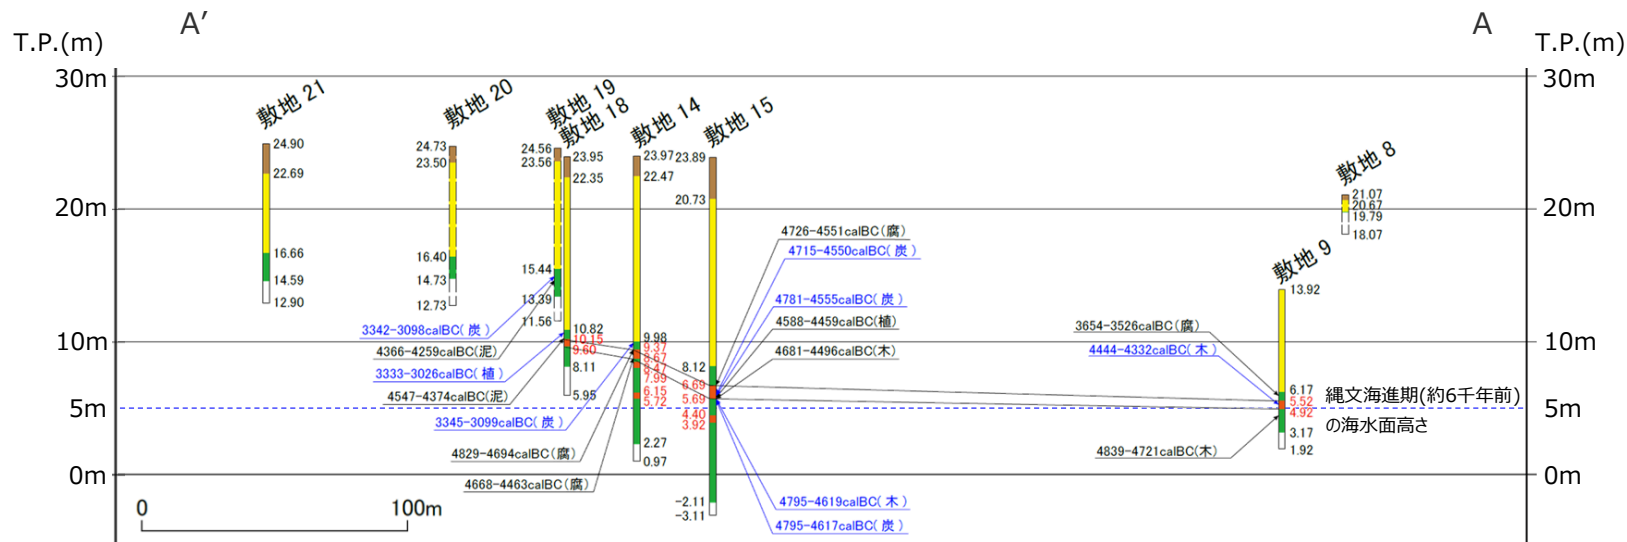 A′
A
T.P.(m)
T.P.(m)
30m
20m
10m
5m
0m
30m
20m
10m
5m
0m
敷地 21
24.90
22.69
16.66
14.59
12.90
敷地 20
24.73
23.50
16.40
14.73
12.73
敷地 19
24.56
23.56
15.44
13.39
11.56
敷地 18
23.95
22.35
10.82
10.15
9.60
8.11
5.95
敷地 14
23.97
22.47
9.98
9.37
8.67
8.47
7.99
6.15
5.72
2.27
0.97
敷地 15
23.89
20.73
8.12
6.69
5.69
4.40
3.92
-2.11
-3.11
敷地 9
13.92
6.17
5.52
4.92
3.17
1.92
敷地 8
21.07
20.67
19.79
18.07
3342-3098calBC( 炭 )
4366-4259calBC(泥)
3333-3026calBC( 植 )
4547-4374calBC(泥)
3345-3099calBC( 炭 )
4829-4694calBC(腐)
4668-4463calBC(腐)
4726-4551calBC(腐)
4715-4550calBC( 炭 )
4781-4555calBC( 炭 )
4588-4459calBC(植)
4681-4496calBC(木)
4795-4619calBC( 木 )
4795-4617calBC( 炭 )
3654-3526calBC(腐)
4444-4332calBC( 木 )
4839-4721calBC(木)
縄文海進期(約6千年前)
の海水面高さ
0
100m